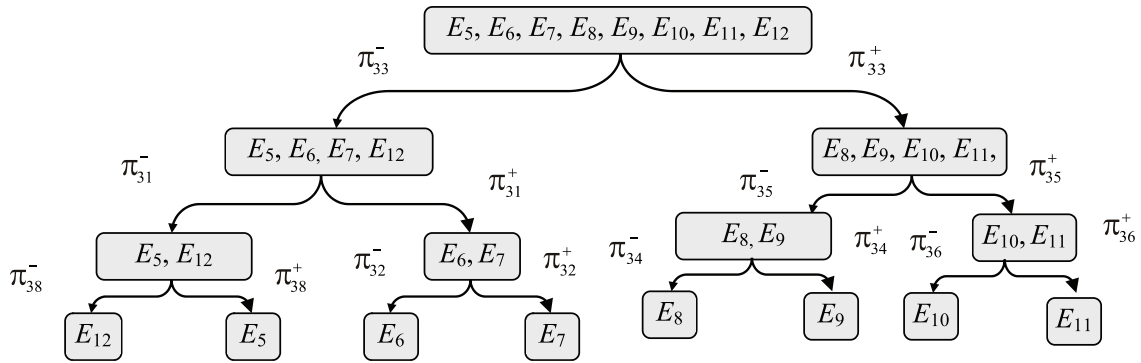 E5, E6, E7, E8, E9, E10, E11, E12
π33− π33+
E5, E6, E7, E12 E8, E9, E10, E11,
π31− π31+ π35− π35+
E5, E12 E6, E7 E8, E9 E10, E11
π38− π38+ π32− π32+ π34− π34+ π36− π36+
E12 E5 E6 E7 E8 E9 E10 E11